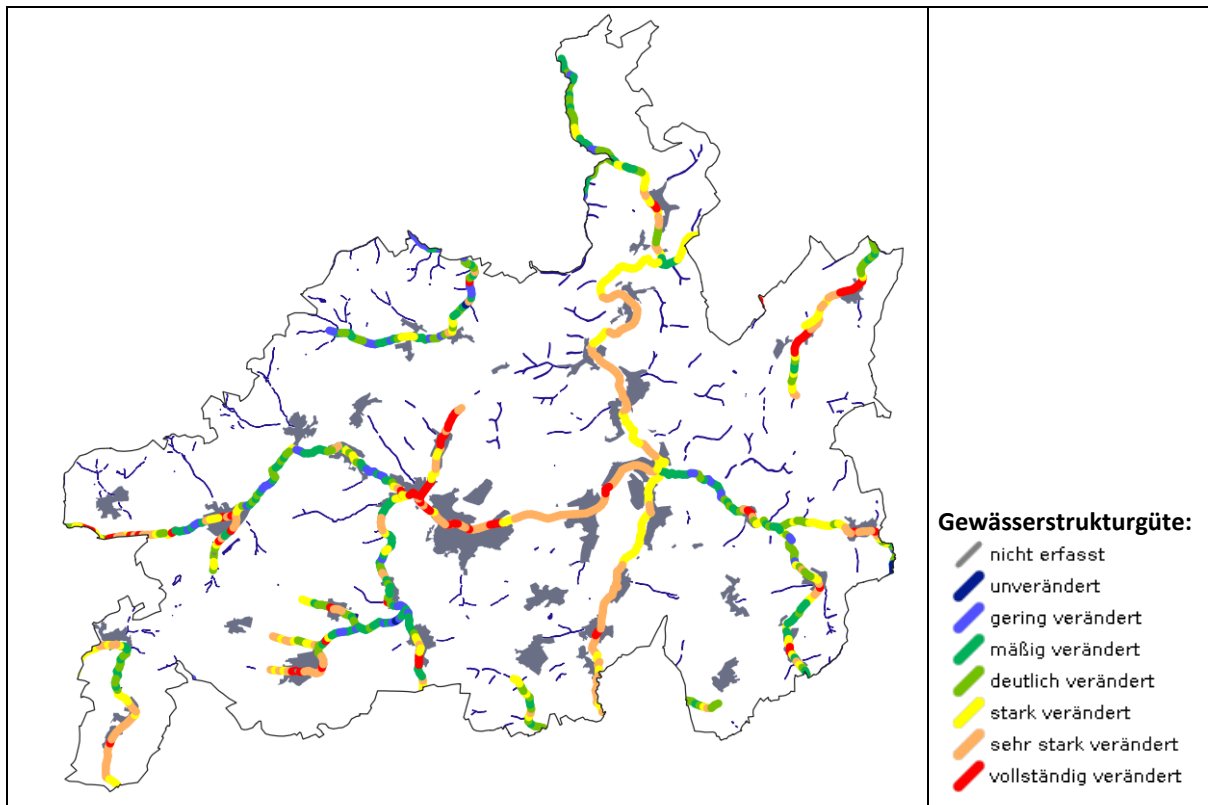 Gewässerstrukturgüte:
nicht erfasst
unverändert
gering verändert
mäßig verändert
deutlich verändert
stark verändert
sehr stark verändert
vollständig verändert